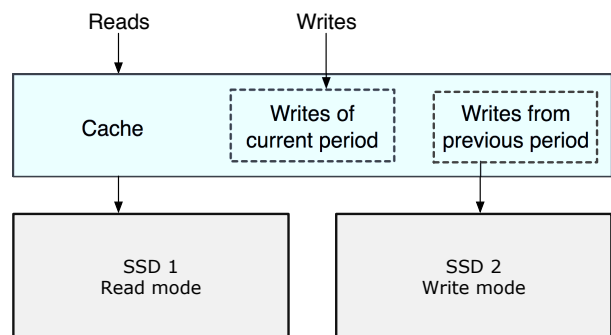 Reads
Writes
Cache
Writes of
current period
Writes from
previous period
SSD 1
Read mode
SSD 2
Write mode